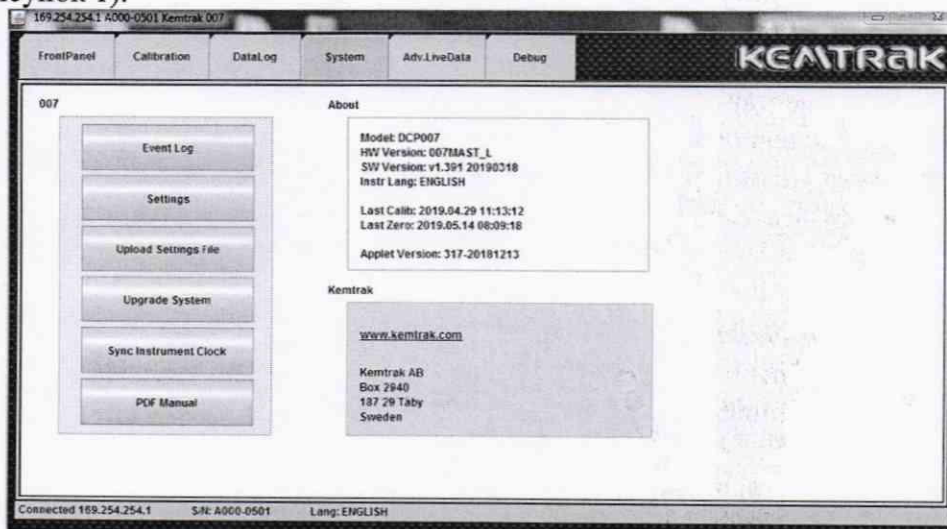 169.254.254.1 A000-0501 Kemtrak 007
FrontPanel Calibration DataLog System Adv.LiveData Debug
KEMTRAK
007
Event Log
Settings
Upload Settings File
Upgrade System
Sync Instrument Clock
PDF Manual
About
Model: DCP007
HW Version: 007MAST_L
SW Version: v1.391 20190318
Instr Lang: ENGLISH
Last Calib: 2019.04.29 11:13:12
Last Zero: 2019.05.14 08:09:18
Applet Version: 317-20181213
Kemtrak
www.kemtrak.com
Kemtrak AB
Box 2940
187 29 Taby
Sweden
Connected 169.254.254.1 S/N: A000-0501 Lang: ENGLISH